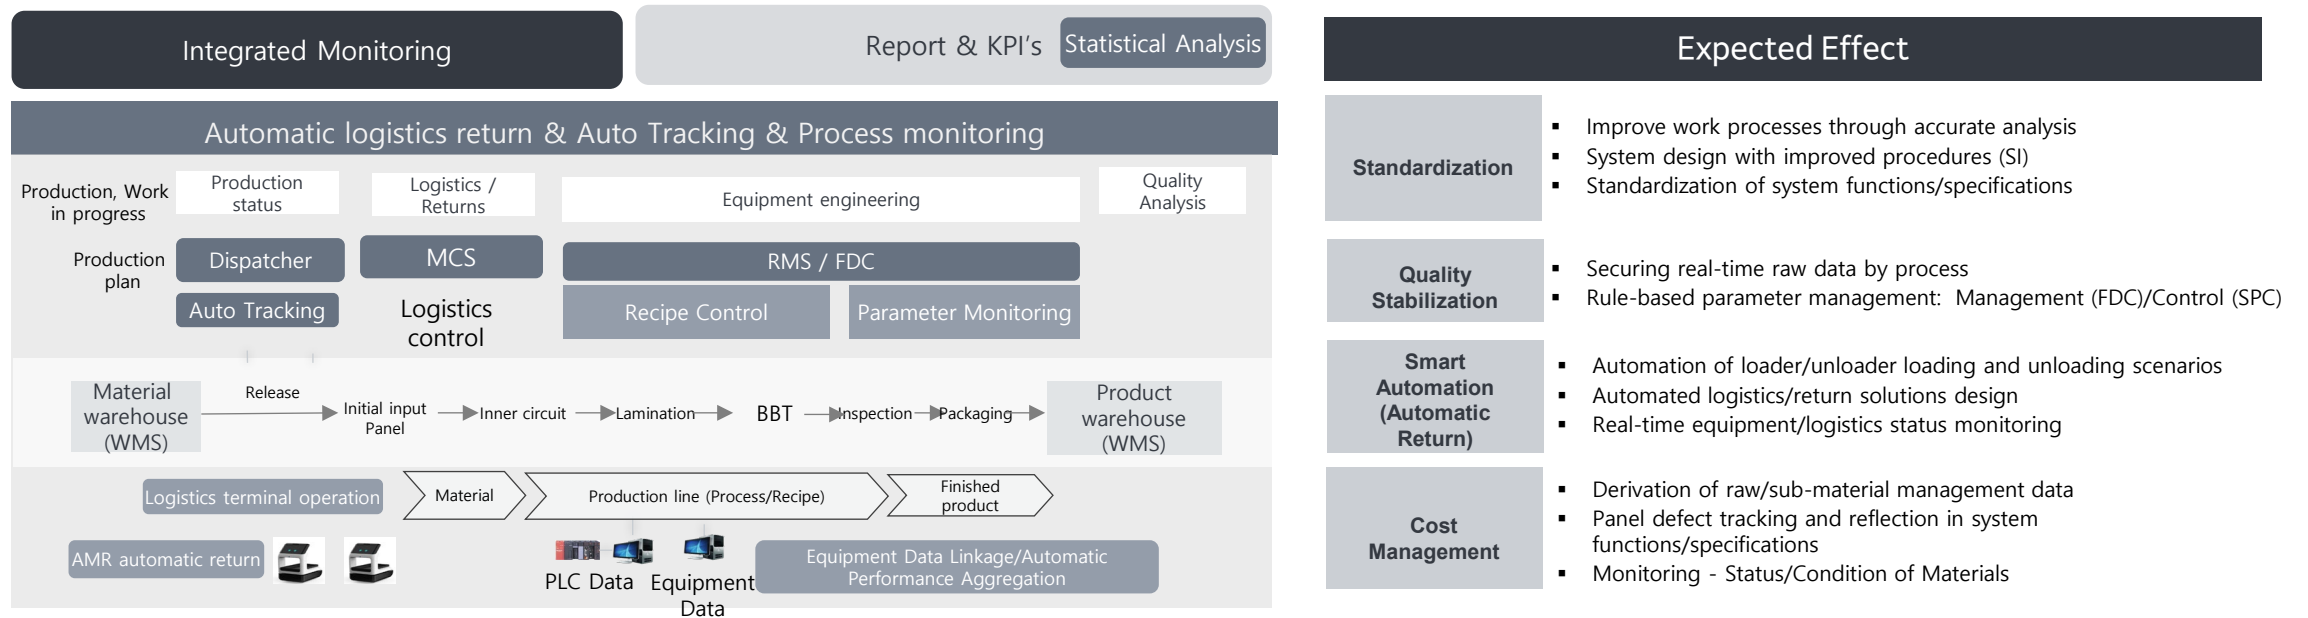 Integrated Monitoring
Report & KPI's
Statistical Analysis
Automatic logistics return & Auto Tracking & Process monitoring
Production, Work
in progress
Production
status
Logistics /
Returns
Equipment engineering
Quality
Analysis
Production
plan
Dispatcher
MCS
RMS / FDC
Auto Tracking
Logistics
control
Recipe Control
Parameter Monitoring
Material
warehouse
(WMS)
Release
Initial input
Panel
Inner circuit
Lamination
BBT
Inspection
Packaging
Product
warehouse
(WMS)
Logistics terminal operation
Material
Production line (Process/Recipe)
Finished
product
AMR automatic return
PLC Data
Equipment
Data
Equipment Data Linkage/Automatic
Performance Aggregation
Expected Effect
Standardization
▪ Improve work processes through accurate analysis
▪ System design with improved procedures (SI)
▪ Standardization of system functions/specifications
Quality
Stabilization
▪ Securing real-time raw data by process
▪ Rule-based parameter management: Management (FDC)/Control (SPC)
Smart
Automation
(Automatic
Return)
▪ Automation of loader/unloader loading and unloading scenarios
▪ Automated logistics/return solutions design
▪ Real-time equipment/logistics status monitoring
Cost
Management
▪ Derivation of raw/sub-material management data
▪ Panel defect tracking and reflection in system
functions/specifications
▪ Monitoring - Status/Condition of Materials